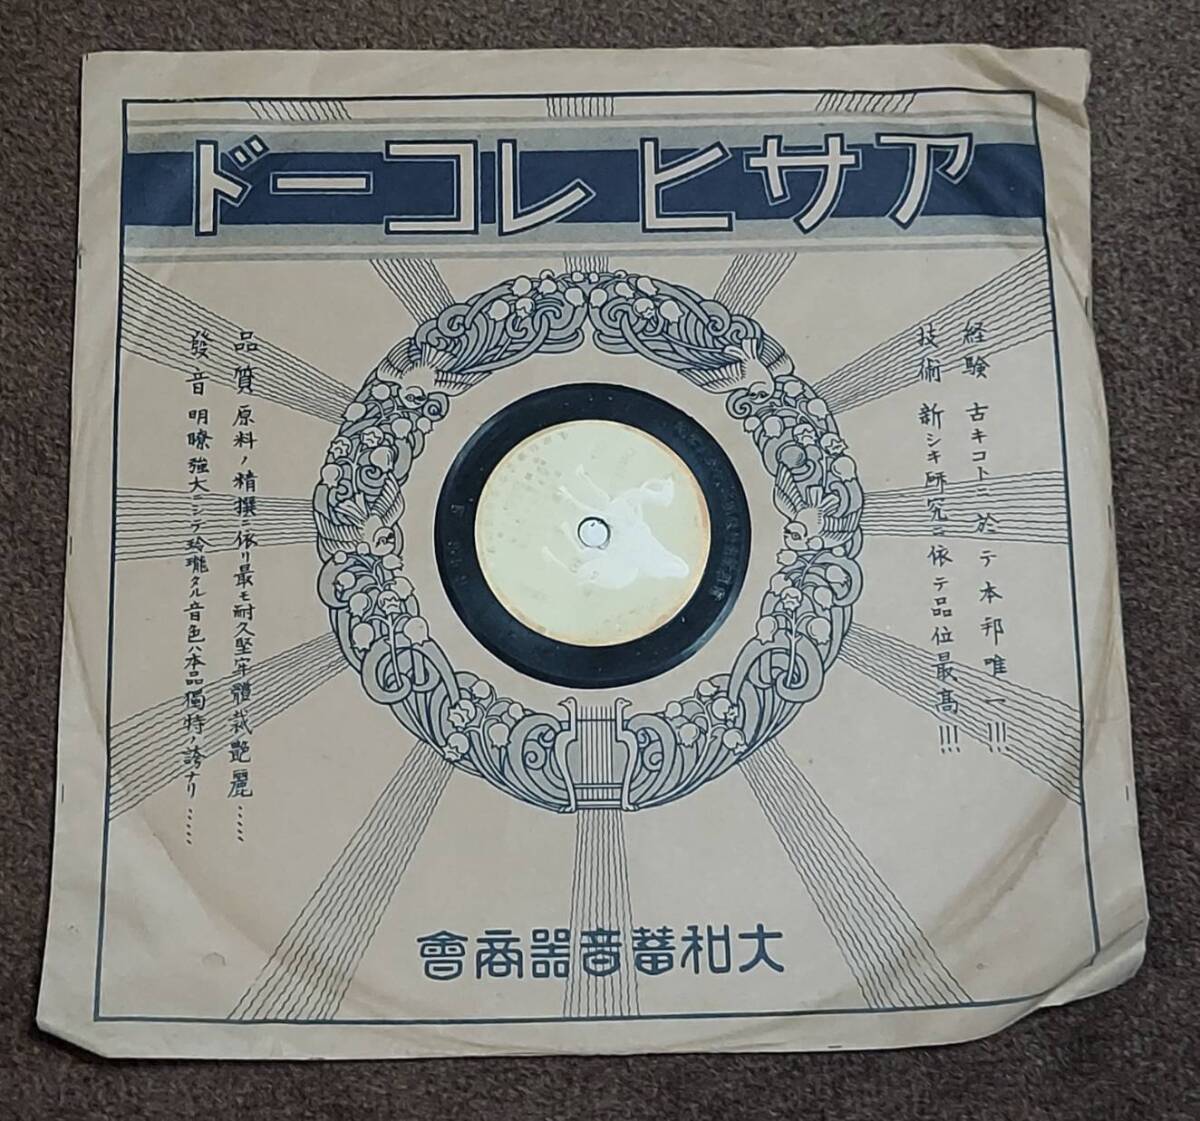 アサヒレコード
経験 古キコトニ於テ本邦唯一!!!
技術 新シキ研究ニ依テ品位最高!!!
品質 原料ノ精撰ニ依リ最モ耐久堅牢體裁艶麗……
發音 明瞭強大ニシテ玲瓏タル音色ハ本品獨特ノ誇ナリ……
大和蓄音器商會